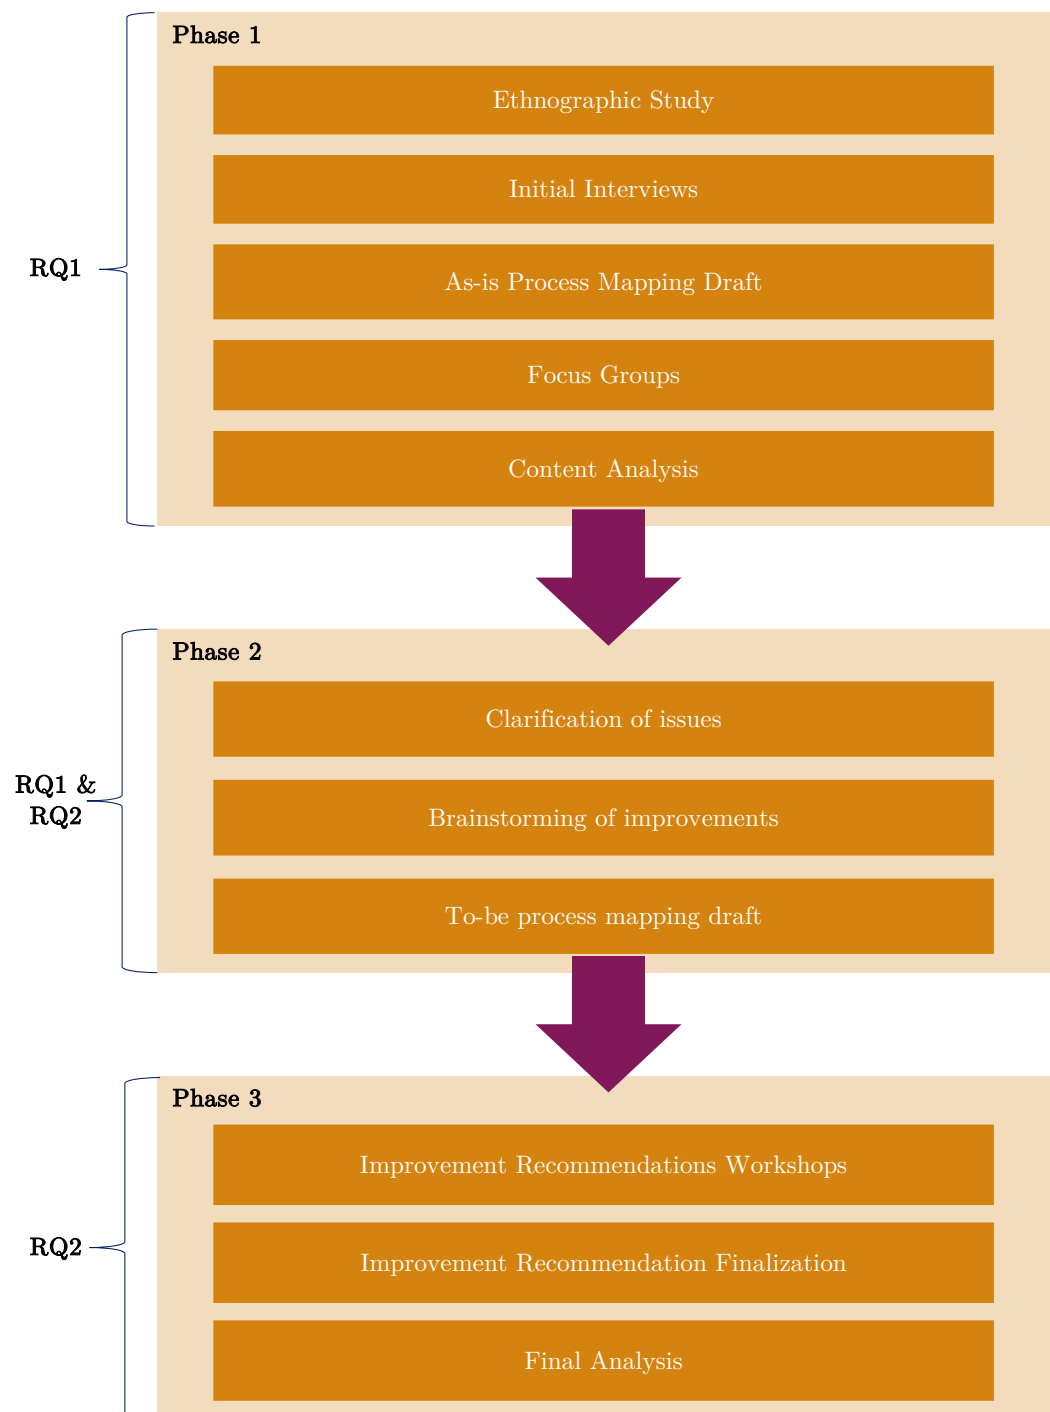 Phase 1
Ethnographic Study
Initial Interviews
RQ1
As-is Process Mapping Draft
Focus Groups
Content Analysis
Phase 2
Clarification of issues
RQ1 &
RQ2
Brainstorming of improvements
To-be process mapping draft
Phase 3
Improvement Recommendations Workshops
RQ2
Improvement Recommendation Finalization
Final Analysis